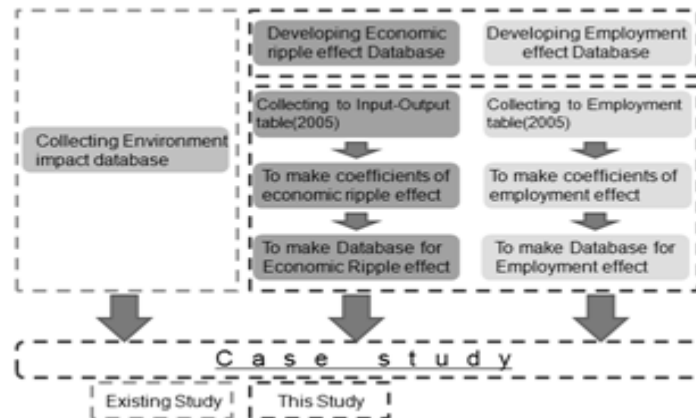 Developing Economic
ripple effect Database
Developing Employment
effect Database
Collecting Environment
impact database
Collecting to Input-Output
table(2005)
Collecting to Employment
table(2005)
To make coefficients of
economic ripple effect
To make coefficients of
employment effect
To make Database for
Economic Ripple effect
To make Database for
Employment effect
Case study
Existing Study
This Study